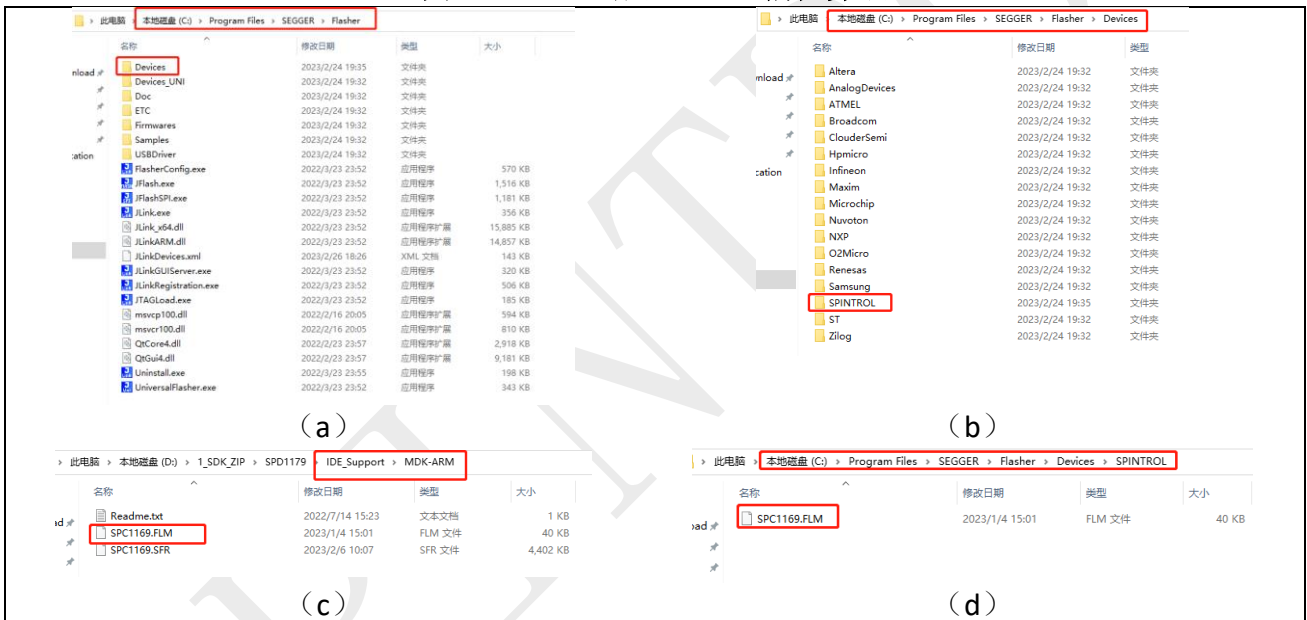 此电脑 › 本地磁盘 (C:) › Program Files › SEGGER › Flasher
名称 修改日期 类型 大小
nload
Devices 2023/2/24 19:35 文件夹
Devices_UNI 2023/2/24 19:32 文件夹
Doc 2023/2/24 19:32 文件夹
ETC 2023/2/24 19:32 文件夹
Firmwares 2023/2/24 19:32 文件夹
Samples 2023/2/24 19:32 文件夹
:ation
USBDriver 2023/2/24 19:32 文件夹
FlasherConfig.exe 2022/3/23 23:52 应用程序 570 KB
JFlash.exe 2022/3/23 23:52 应用程序 1,516 KB
JFlashSPI.exe 2022/3/23 23:52 应用程序 1,181 KB
JLink.exe 2022/3/23 23:52 应用程序 356 KB
JLink_x64.dll 2022/3/23 23:52 应用程序扩展 15,885 KB
JLinkARM.dll 2022/3/23 23:52 应用程序扩展 14,857 KB
JLinkDevices.xml 2023/2/26 18:26 XML 文档 143 KB
JLinkGUIServer.exe 2022/3/23 23:52 应用程序 320 KB
JLinkRegistration.exe 2022/3/23 23:52 应用程序 506 KB
JTAGLoad.exe 2022/3/23 23:52 应用程序 185 KB
msvcp100.dll 2022/2/16 20:05 应用程序扩展 594 KB
msvcr100.dll 2022/2/16 20:05 应用程序扩展 810 KB
QtCore4.dll 2022/2/23 23:57 应用程序扩展 2,918 KB
QtGui4.dll 2022/2/23 23:57 应用程序扩展 9,181 KB
Uninstall.exe 2022/3/23 23:55 应用程序 198 KB
UniversalFlasher.exe 2022/3/23 23:52 应用程序 343 KB
（a）
› 此电脑 › 本地磁盘 (C:) › Program Files › SEGGER › Flasher › Devices
名称 修改日期 类型
Altera 2023/2/24 19:32 文件夹
nload
AnalogDevices 2023/2/24 19:32 文件夹
ATMEL 2023/2/24 19:32 文件夹
Broadcom 2023/2/24 19:32 文件夹
ClouderSemi 2023/2/24 19:32 文件夹
Hpmicro 2023/2/24 19:32 文件夹
cation
Infineon 2023/2/24 19:32 文件夹
Maxim 2023/2/24 19:32 文件夹
Microchip 2023/2/24 19:32 文件夹
Nuvoton 2023/2/24 19:32 文件夹
NXP 2023/2/24 19:32 文件夹
O2Micro 2023/2/24 19:32 文件夹
Renesas 2023/2/24 19:32 文件夹
Samsung 2023/2/24 19:32 文件夹
SPINTROL 2023/2/24 19:35 文件夹
ST 2023/2/24 19:32 文件夹
Zilog 2023/2/24 19:32 文件夹
（b）
› 此电脑 › 本地磁盘 (D:) › 1_SDK_ZIP › SPD1179 › IDE_Support › MDK-ARM
名称 修改日期 类型 大小
Readme.txt 2022/7/14 15:23 文本文档 1 KB
SPC1169.FLM 2023/1/4 15:01 FLM 文件 40 KB
SPC1169.SFR 2023/2/6 10:07 SFR 文件 4,402 KB
（c）
› 此电脑 › 本地磁盘 (C:) › Program Files › SEGGER › Flasher › Devices › SPINTROL
名称 修改日期 类型 大小
SPC1169.FLM 2023/1/4 15:01 FLM 文件 40 KB
（d）